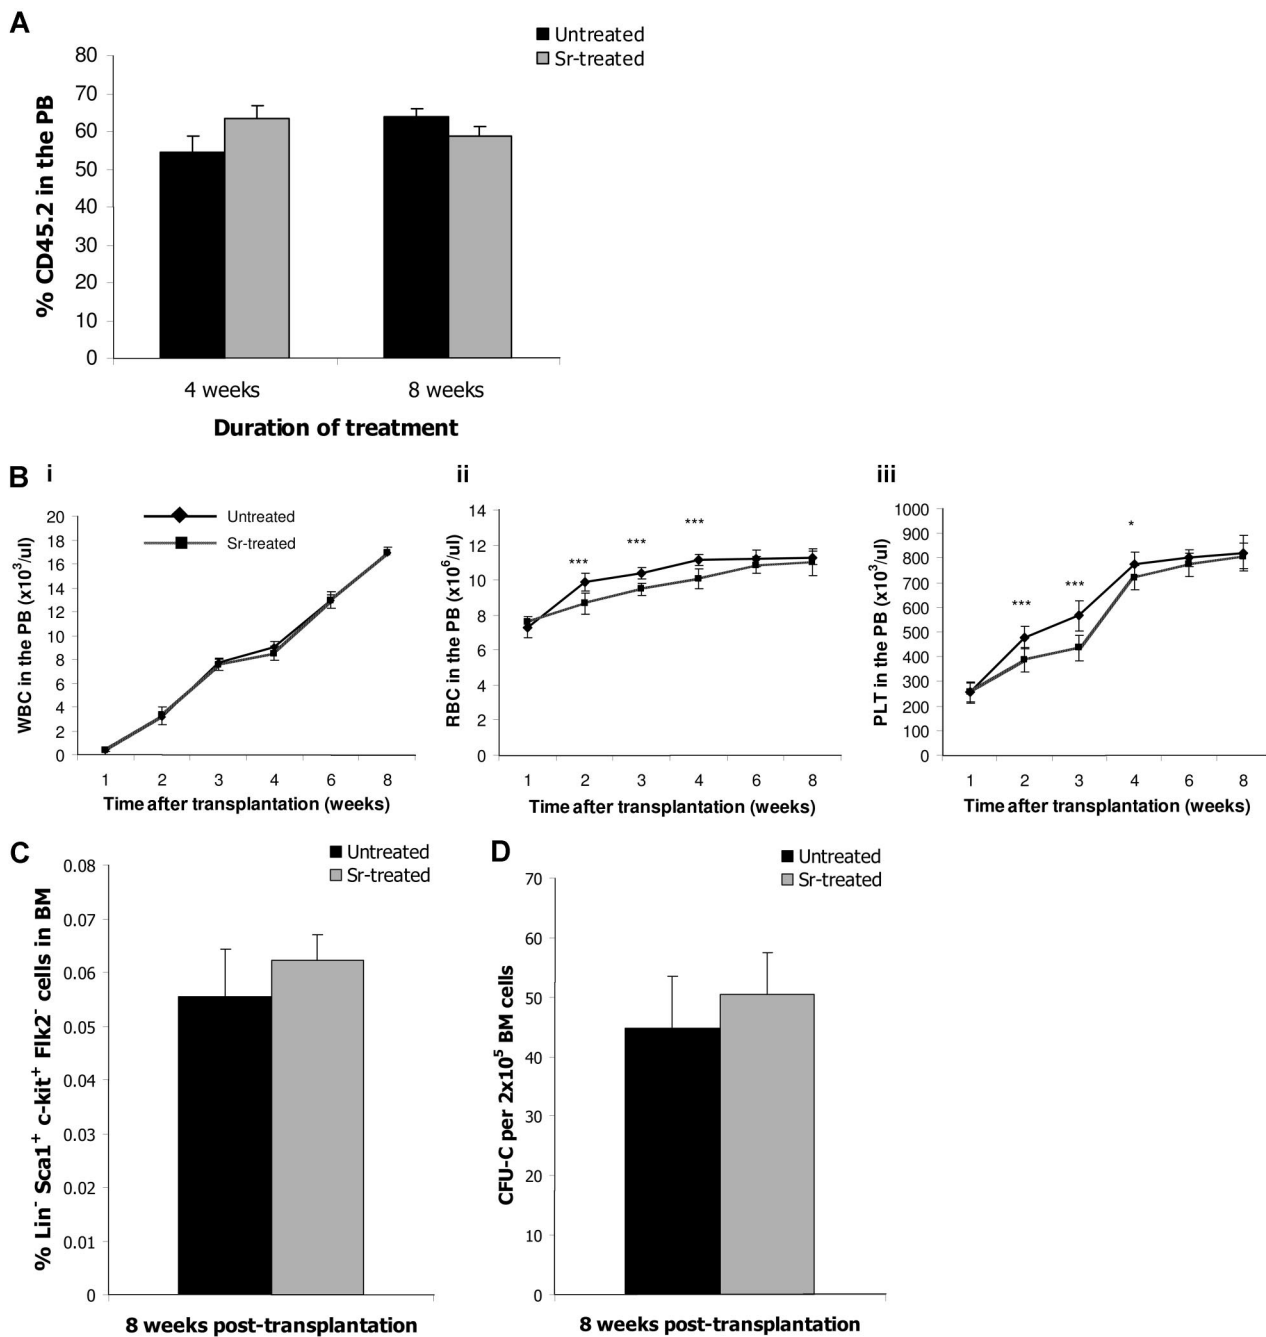 A
Untreated
Sr-treated
80
70
60
50
40
30
20
10
0
% CD45.2 in the PB
4 weeks
8 weeks
Duration of treatment
B
i
20
18
16
14
12
10
8
6
4
2
0
WBC in the PB (x10³/ul)
Untreated
Sr-treated
1 2 3 4 6 8
Time after transplantation (weeks)
ii
14
12
10
8
6
4
2
0
RBC in the PB (x10⁶/ul)
*** *** ***
1 2 3 4 6 8
Time after transplantation (weeks)
iii
1000
900
800
700
600
500
400
300
200
100
0
PLT in the PB (x10³/ul)
*** *** *
1 2 3 4 6 8
Time after transplantation (weeks)
C
Untreated
Sr-treated
0.08
0.07
0.06
0.05
0.04
0.03
0.02
0.01
0
% Lin⁻ Sca1⁺ c-kit⁺ Flk2⁻ cells in BM
8 weeks post-transplantation
D
Untreated
Sr-treated
70
60
50
40
30
20
10
0
CFU-C per 2x10⁵ BM cells
8 weeks post-transplantation